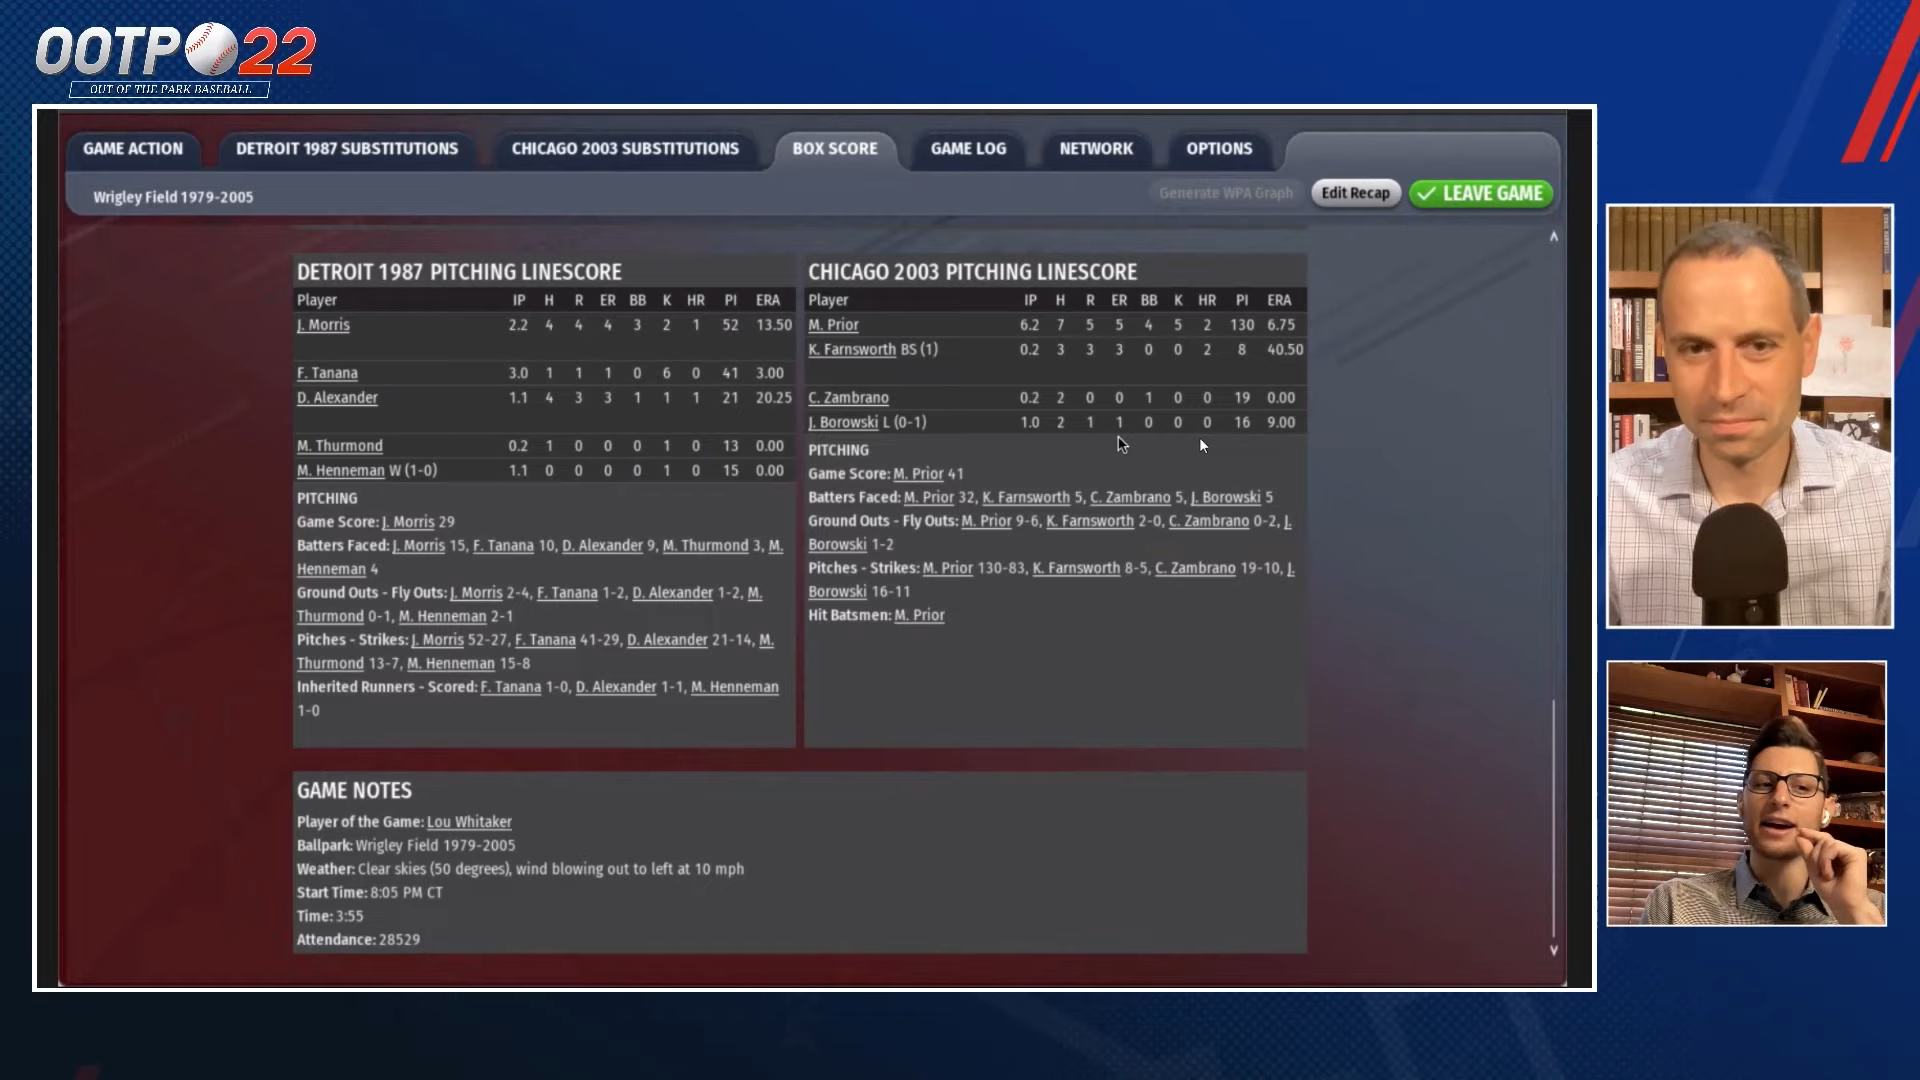 OOTP 22
OUT OF THE PARK BASEBALL
GAME ACTION
DETROIT 1987 SUBSTITUTIONS
CHICAGO 2003 SUBSTITUTIONS
BOX SCORE
GAME LOG
NETWORK
OPTIONS
Wrigley Field 1979-2005
Generate WPA Graph
Edit Recap
LEAVE GAME
DETROIT 1987 PITCHING LINESCORE
Player IP H R ER BB K HR PI ERA
J. Morris 2.2 4 4 4 3 2 1 52 13.50
F. Tanana 3.0 1 1 1 0 6 0 41 3.00
D. Alexander 1.1 4 3 3 1 1 1 21 20.25
M. Thurmond 0.2 1 0 0 0 1 0 13 0.00
M. Henneman W (1-0) 1.1 0 0 0 0 1 0 15 0.00
PITCHING
Game Score: J. Morris 29
Batters Faced: J. Morris 15, F. Tanana 10, D. Alexander 9, M. Thurmond 3, M.
Henneman 4
Ground Outs - Fly Outs: J. Morris 2-4, F. Tanana 1-2, D. Alexander 1-2, M.
Thurmond 0-1, M. Henneman 2-1
Pitches - Strikes: J. Morris 52-27, F. Tanana 41-29, D. Alexander 21-14, M.
Thurmond 13-7, M. Henneman 15-8
Inherited Runners - Scored: F. Tanana 1-0, D. Alexander 1-1, M. Henneman
1-0
CHICAGO 2003 PITCHING LINESCORE
Player IP H R ER BB K HR PI ERA
M. Prior 6.2 7 5 5 4 5 2 130 6.75
K. Farnsworth BS (1) 0.2 3 3 3 0 0 2 8 40.50
C. Zambrano 0.2 2 0 0 1 0 0 19 0.00
J. Borowski L (0-1) 1.0 2 1 1 0 0 0 16 9.00
PITCHING
Game Score: M. Prior 41
Batters Faced: M. Prior 32, K. Farnsworth 5, C. Zambrano 5, J. Borowski 5
Ground Outs - Fly Outs: M. Prior 9-6, K. Farnsworth 2-0, C. Zambrano 0-2, J.
Borowski 1-2
Pitches - Strikes: M. Prior 130-83, K. Farnsworth 8-5, C. Zambrano 19-10, J.
Borowski 16-11
Hit Batsmen: M. Prior
GAME NOTES
Player of the Game: Lou Whitaker
Ballpark: Wrigley Field 1979-2005
Weather: Clear skies (50 degrees), wind blowing out to left at 10 mph
Start Time: 8:05 PM CT
Time: 3:55
Attendance: 28529